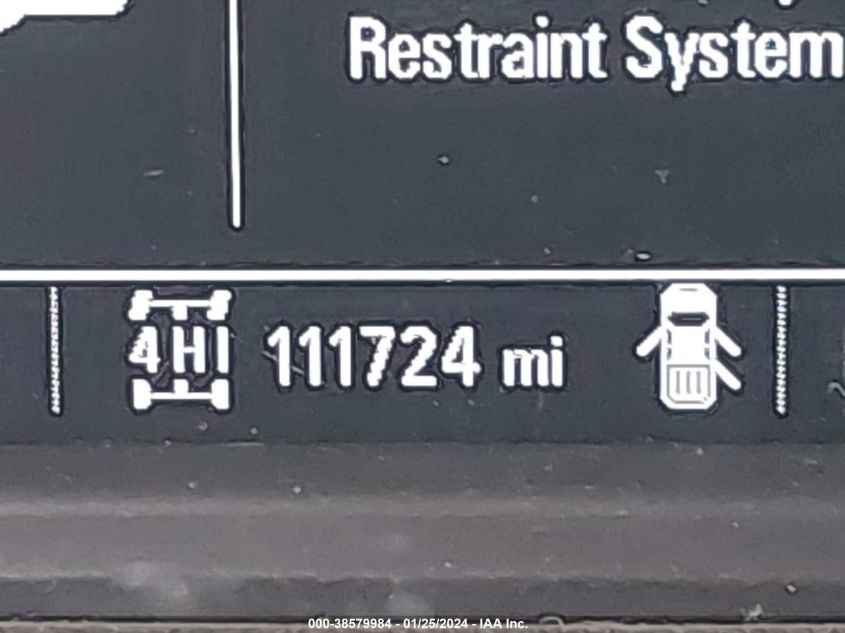 Restraint System
4HI 111724 mi
000-38579984 - 01/25/2024 - IAA Inc.